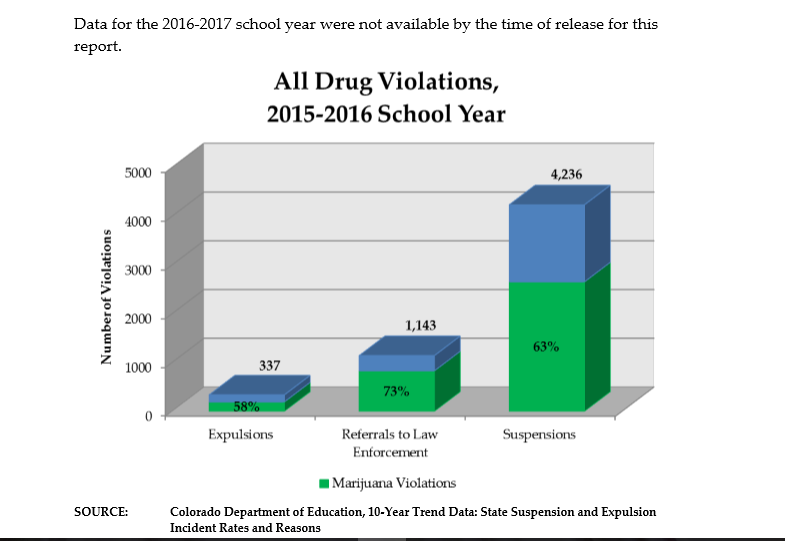 Data for the 2016-2017 school year were not available by the time of release for this
report.
All Drug Violations,
2015-2016 School Year
Number of Violations
5000
4000
3000
2000
1000
0
337
58%
1,143
73%
4,236
63%
Expulsions
Referrals to Law
Enforcement
Suspensions
Marijuana Violations
SOURCE: Colorado Department of Education, 10-Year Trend Data: State Suspension and Expulsion
Incident Rates and Reasons